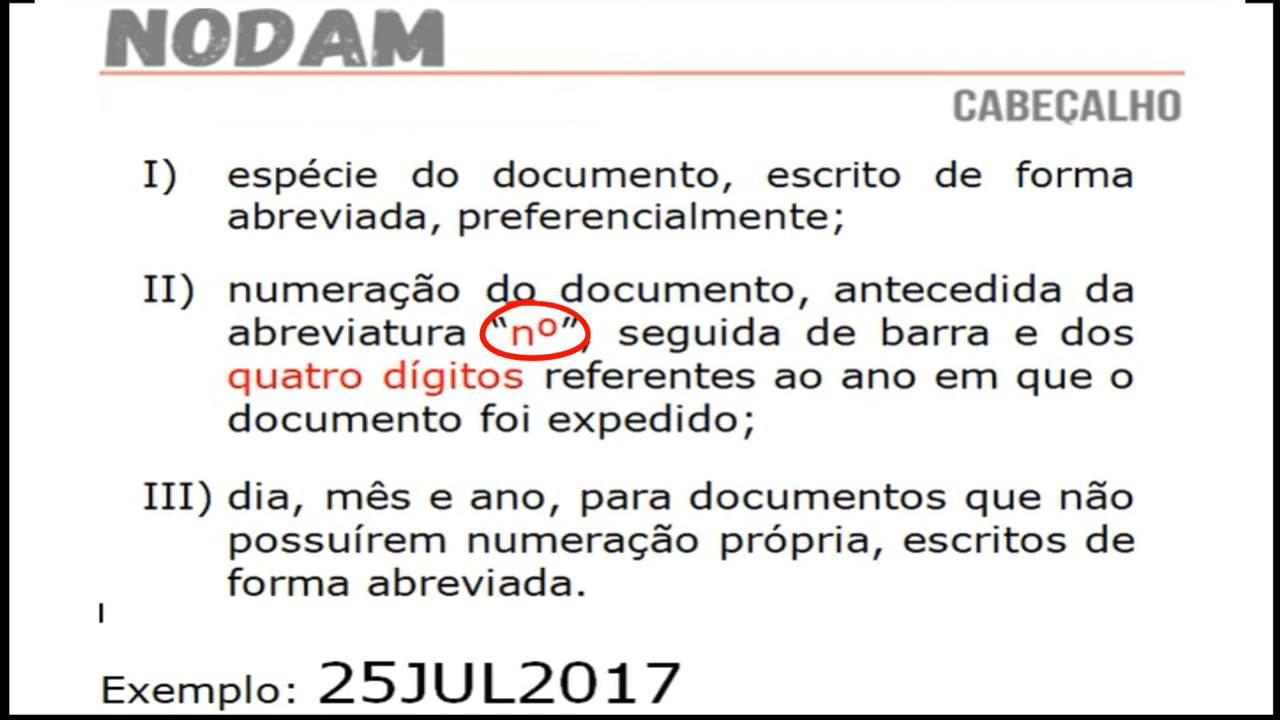 NODAM
CABEÇALHO
I) espécie do documento, escrito de forma
abreviada, preferencialmente;
II) numeração do documento, antecedida da
abreviatura “nº”, seguida de barra e dos
quatro dígitos referentes ao ano em que o
documento foi expedido;
III) dia, mês e ano, para documentos que não
possuírem numeração própria, escritos de
forma abreviada.
Exemplo: 25JUL2017